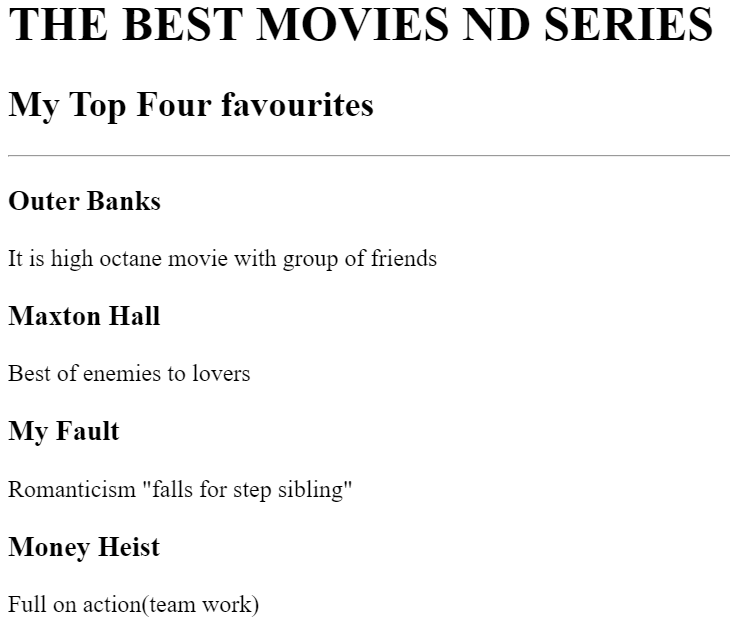 THE BEST MOVIES ND SERIES
My Top Four favourites
Outer Banks
It is high octane movie with group of friends
Maxton Hall
Best of enemies to lovers
My Fault
Romanticism "falls for step sibling"
Money Heist
Full on action(team work)